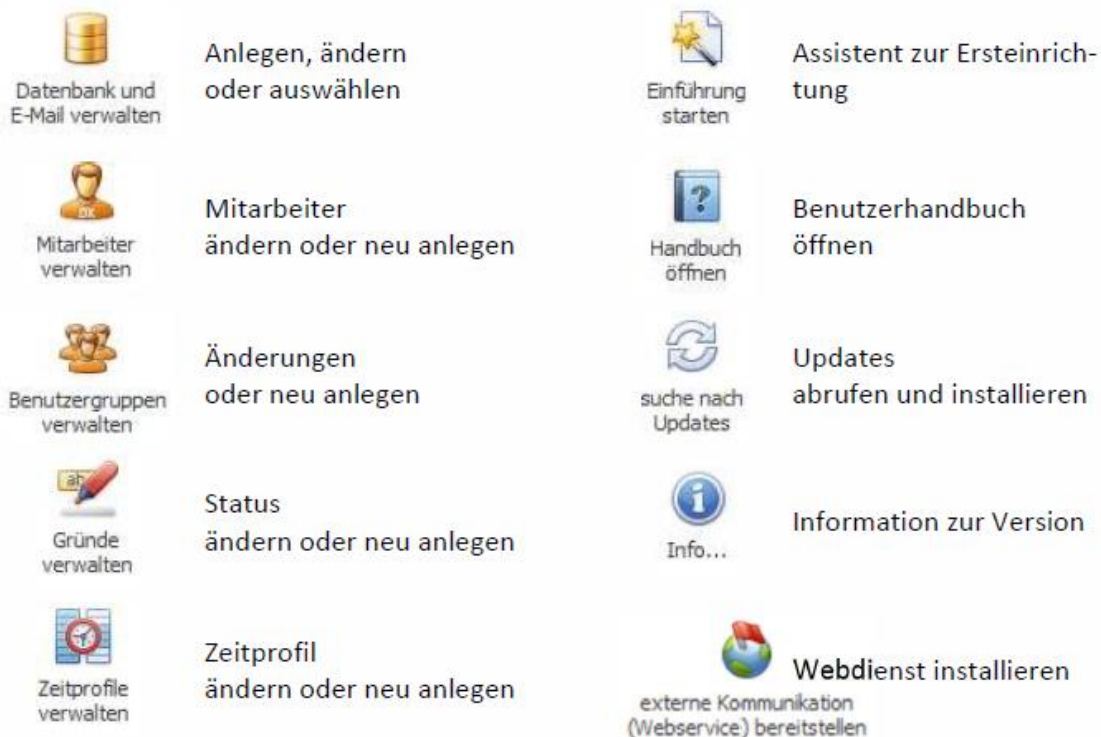 Datenbank und
E-Mail verwalten
Anlegen, ändern
oder auswählen
Einführung
starten
Assistent zur Ersteinrich-
tung
DK
Mitarbeiter
verwalten
Mitarbeiter
ändern oder neu anlegen
?
Handbuch
öffnen
Benutzerhandbuch
öffnen
Benutzergruppen
verwalten
Änderungen
oder neu anlegen
suche nach
Updates
Updates
abrufen und installieren
ab
Gründe
verwalten
Status
ändern oder neu anlegen
i
Info...
Information zur Version
Zeitprofile
verwalten
Zeitprofil
ändern oder neu anlegen
externe Kommunikation
(Webservice) bereitstellen
Webdienst installieren